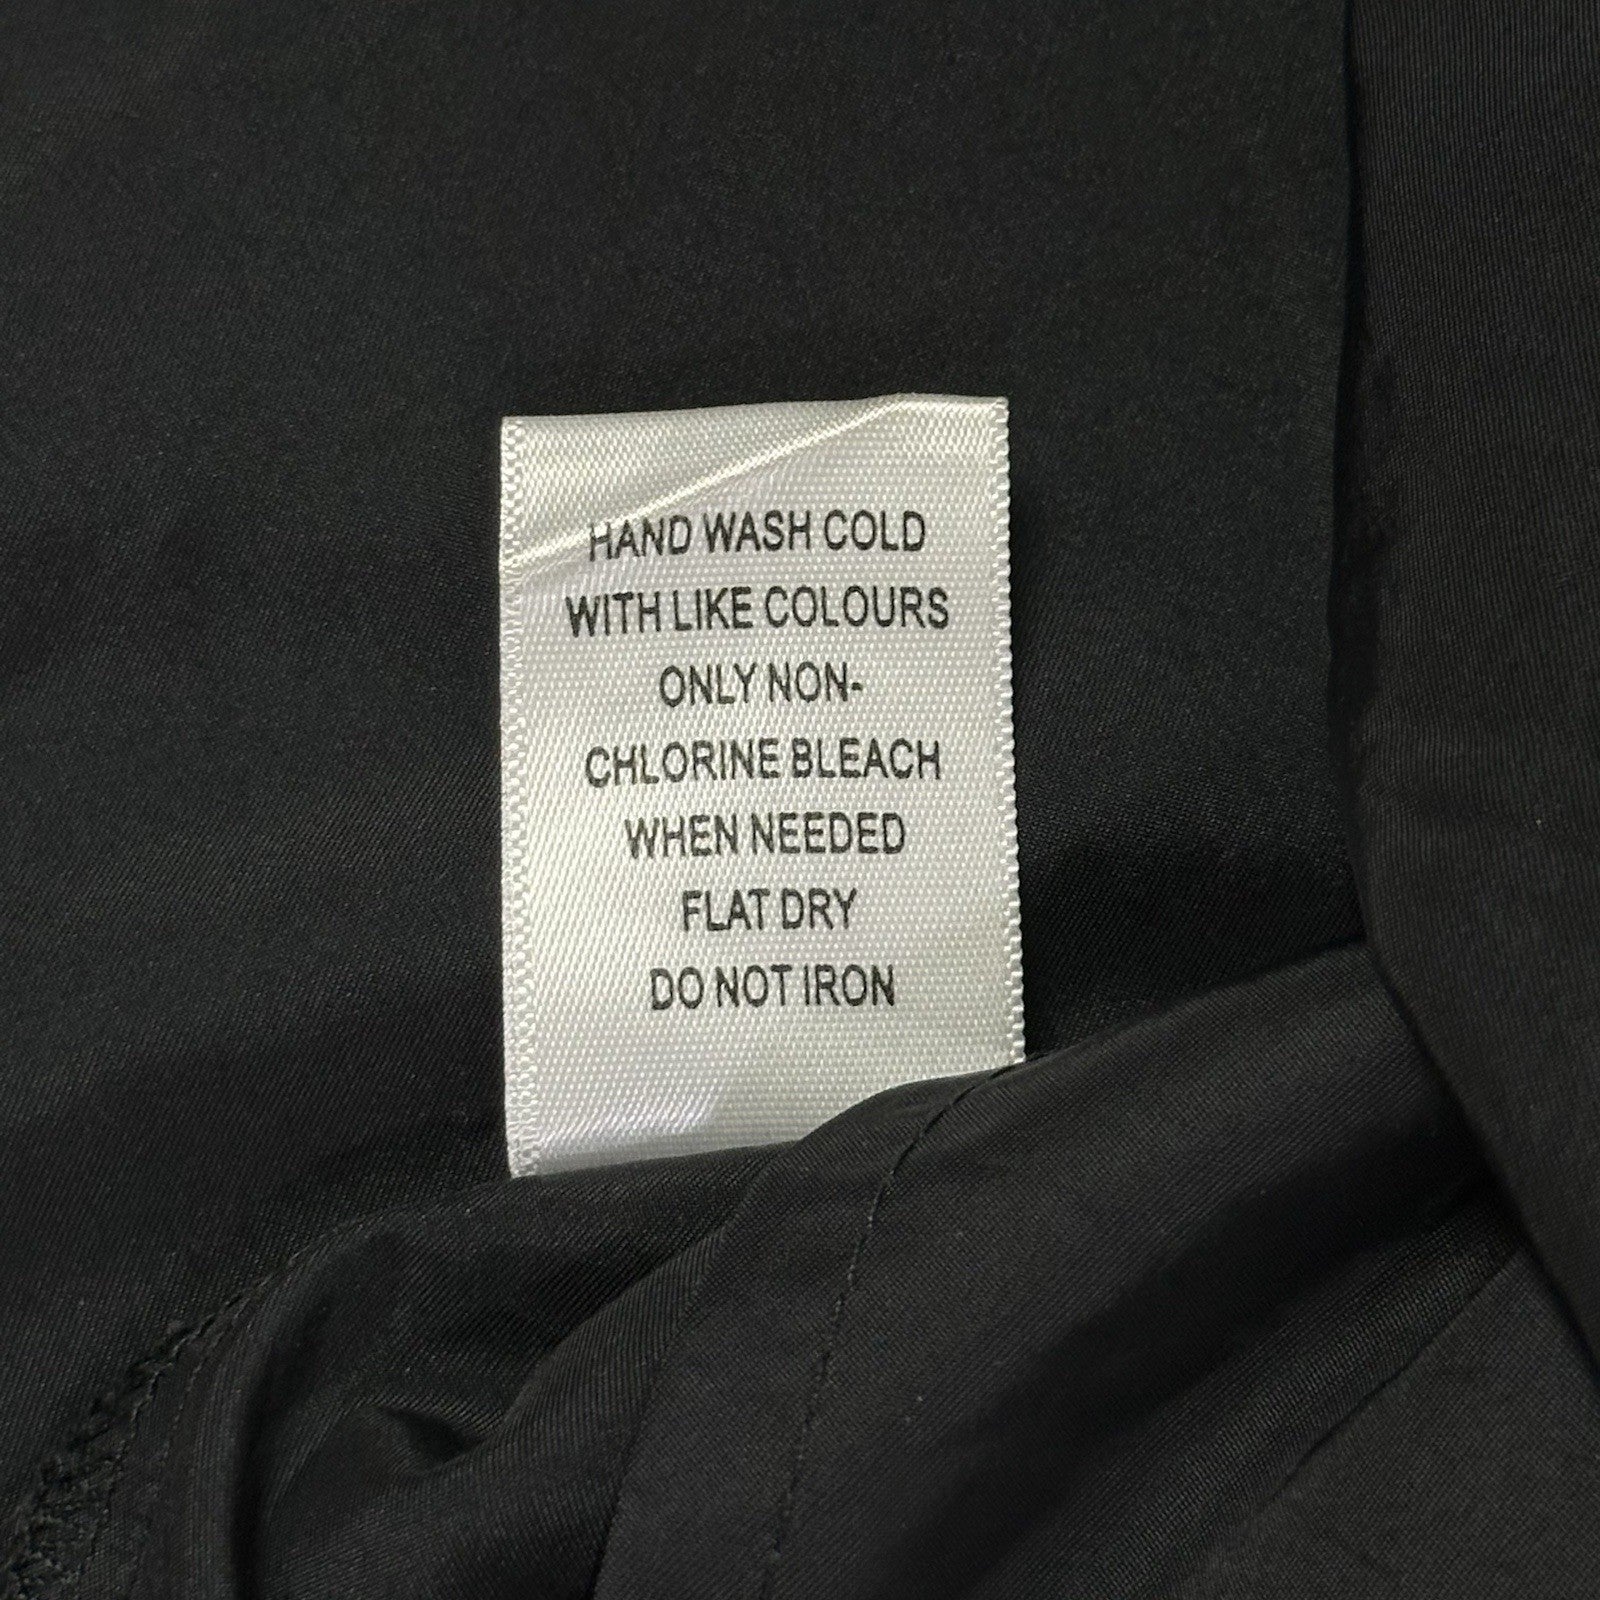 HAND WASH COLD
WITH LIKE COLOURS
ONLY NON-
CHLORINE BLEACH
WHEN NEEDED
FLAT DRY
DO NOT IRON